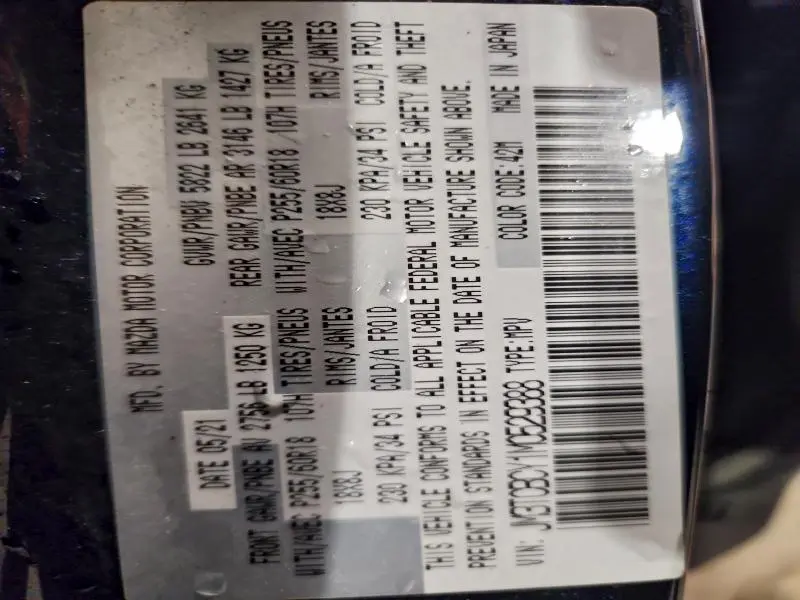 MFD. BY MAZDA MOTOR CORPORATION
DATE 05/21 GVWR/PNBV 5822 LB 2641 KG
FRONT GAWR/PNBE AV 2756 LB 1250 KG REAR GAWR/PNBE AR 3146 LB 1427 KG
WITH/AVEC P255/60R18 107H TIRES/PNEUS WITH/AVEC P255/60R18 /107H TIRES/PNEUS
18X8J RIMS/JANTES 18X8J RIMS/JANTES
230 KPA/34 PSI COLD/A FROID 230 KPA/34 PSI COLD/A FROID
THIS VEHICLE CONFORMS TO ALL APPLICABLE FEDERAL MOTOR VEHICLE SAFETY AND THEFT
PREVENTION STANDARDS IN EFFECT ON THE DATE OF MANUFACTURE SHOWN ABOVE.
COLOR CODE:42M MADE IN JAPAN
VIN: JM3TCBCY1M0529388 TYPE:MPV